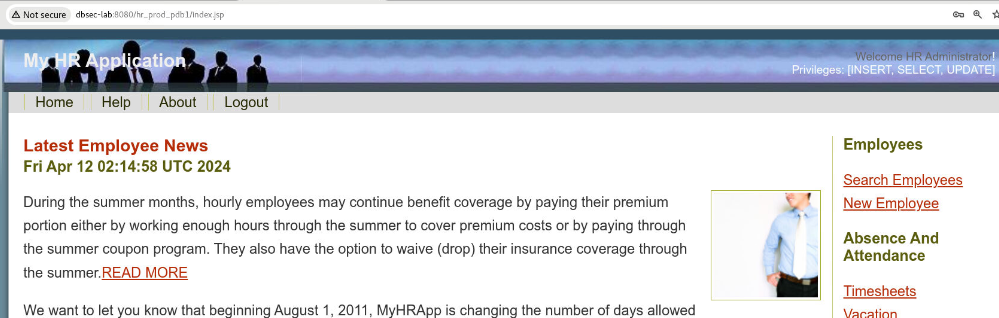 Not secure dbsec-lab:8080/hr_prod_pdb1/index.jsp
My HR Application
Welcome HR Administrator!
Privileges: [INSERT, SELECT, UPDATE]
Home Help About Logout
Latest Employee News
Fri Apr 12 02:14:58 UTC 2024
During the summer months, hourly employees may continue benefit coverage by paying their premium
portion either by working enough hours through the summer to cover premium costs or by paying through
the summer coupon program. They also have the option to waive (drop) their insurance coverage through
the summer.READ MORE
We want to let you know that beginning August 1, 2011, MyHRApp is changing the number of days allowed
Employees
Search Employees
New Employee
Absence And
Attendance
Timesheets
Vacation